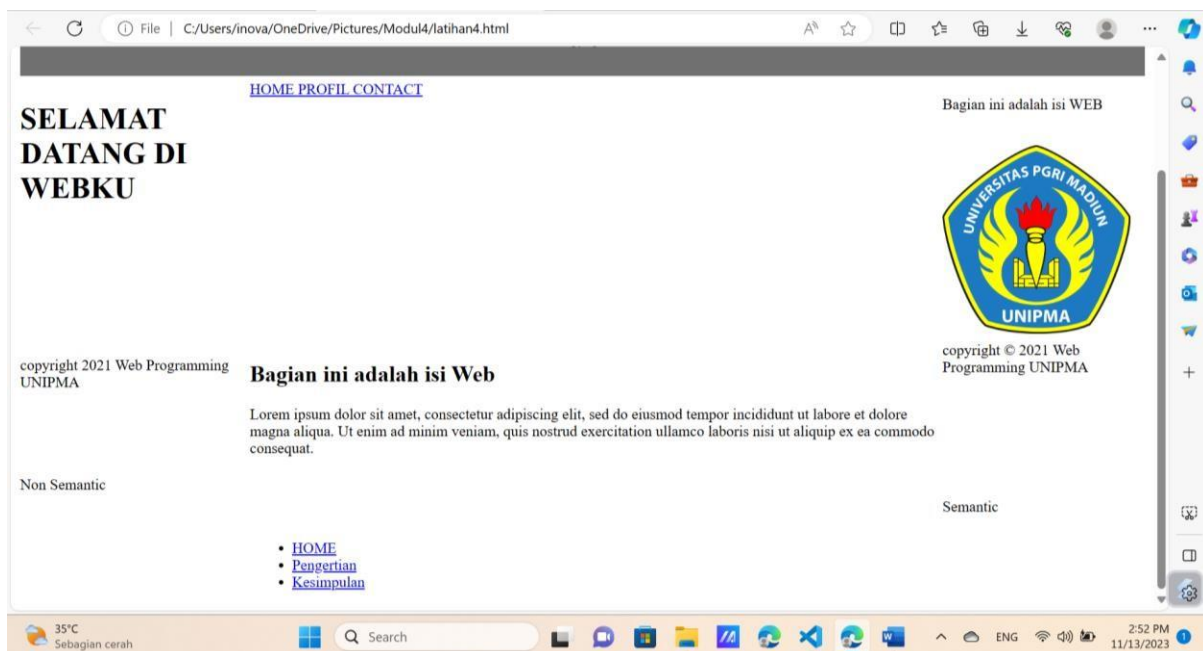 File | C:/Users/inova/OneDrive/Pictures/Modul4/latihan4.html
HOME PROFIL CONTACT
SELAMAT
DATANG DI
WEBKU
Bagian ini adalah isi WEB
UNIVERSITAS PGRI MADIUN
UNIPMA
copyright 2021 Web Programming
UNIPMA
Bagian ini adalah isi Web
copyright © 2021 Web
Programming UNIPMA
Lorem ipsum dolor sit amet, consectetur adipiscing elit, sed do eiusmod tempor incididunt ut labore et dolore
magna aliqua. Ut enim ad minim veniam, quis nostrud exercitation ullamco laboris nisi ut aliquip ex ea commodo
consequat.
Non Semantic
Semantic
• HOME
• Pengertian
• Kesimpulan
35°C
Sebagian cerah
Search
ENG
2:52 PM
11/13/2023
1